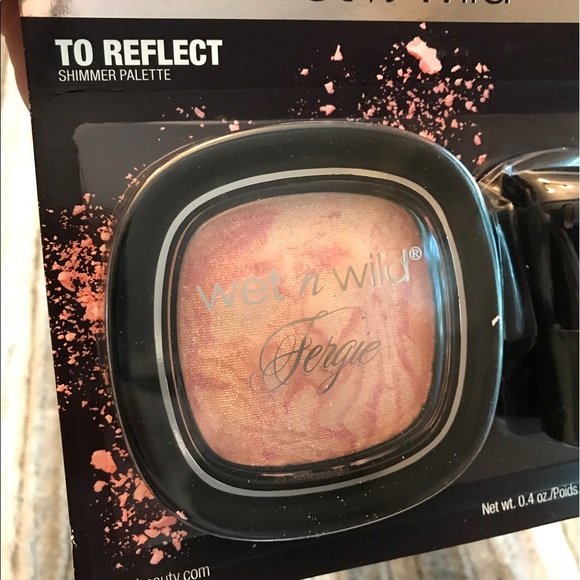 TO REFLECT
SHIMMER PALETTE
wet n wild®
Fergie
Net wt. 0.4 oz./Poids